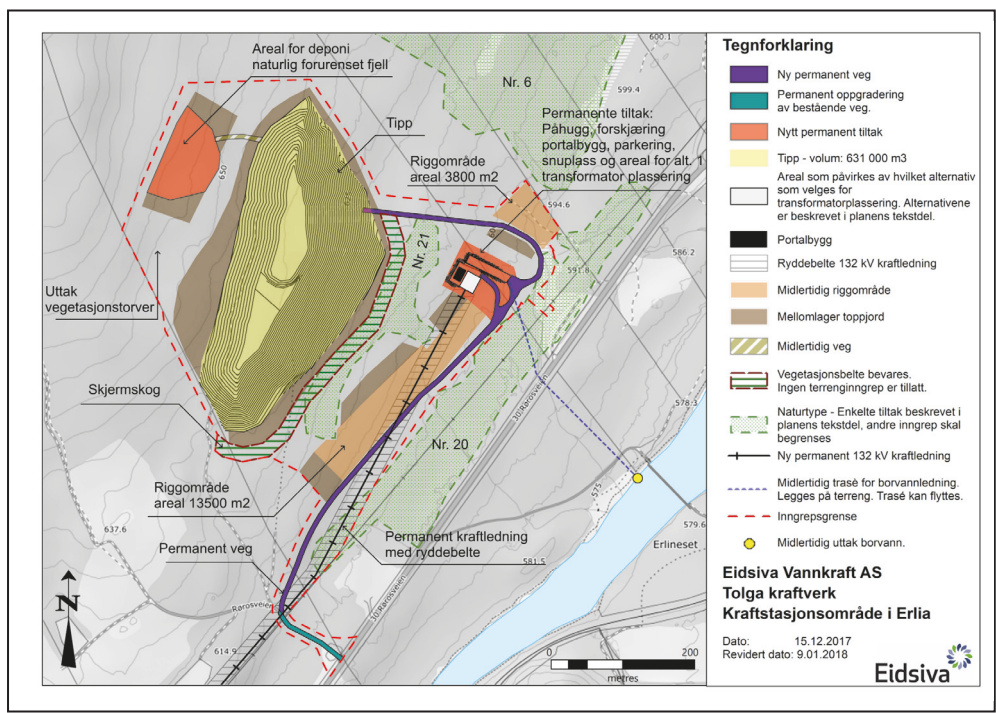 Areal for deponi
naturlig forurenset fjell
Nr. 6
600.1
599.4
Permanente tiltak:
Påhugg, forskjæring
portalbygg, parkering,
snuplass og areal for alt. 1
transformator plassering
Tipp
Riggområde
areal 3800 m2
650
594.6
586.2
591.8
Nr. 21
Uttak
vegetasjonstorver
Skjermskog
30:Rørosveien
578.3
Nr. 20
Riggområde
areal 13500 m2
575
579.6
637.6
Permanent kraftledning
med ryddebelte
Erlineset
Permanent veg
581.5
N
Rørosveien
30:Rørosveien
614.9
0
200
metres
Tegnforklaring
Ny permanent veg
Permanent oppgradering
av bestående veg.
Nytt permanent tiltak
Tipp - volum: 631 000 m3
Areal som påvirkes av hvilket alternativ
som velges for
transformatorplassering. Alternativene
er beskrevet i planens tekstdel.
Portalbygg
Ryddebelte 132 kV kraftledning
Midlertidig riggområde
Mellomlager toppjord
Midlertidig veg
Vegetasjonsbelte bevares.
Ingen terrenginngrep er tillatt.
Naturtype - Enkelte tiltak beskrevet i
planens tekstdel, andre inngrep skal
begrenses
Ny permanent 132 kV kraftledning
Midlertidig trasé for borvannledning.
Legges på terreng. Trasé kan flyttes.
Inngrepsgrense
Midlertidig uttak borvann.
Eidsiva Vannkraft AS
Tolga kraftverk
Kraftstasjonsområde i Erlia
Dato: 15.12.2017
Revidert dato: 9.01.2018
Eidsiva